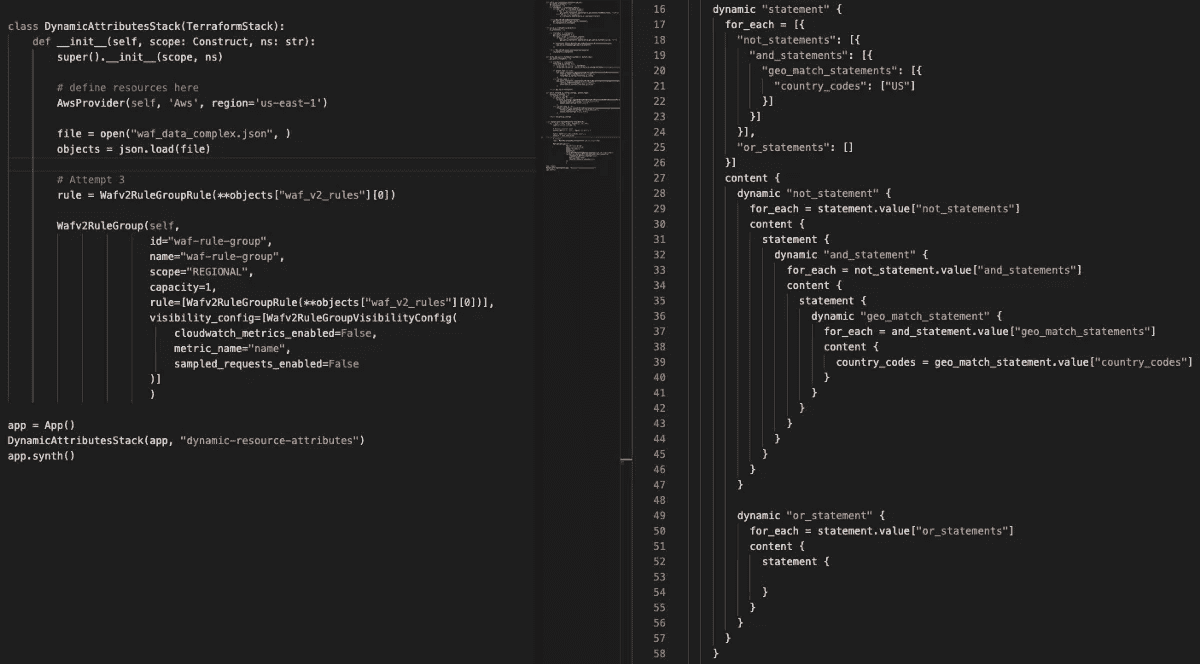 class DynamicAttributesStack(TerraformStack):
def __init__(self, scope: Construct, ns: str):
super().__init__(scope, ns)
# define resources here
AwsProvider(self, 'Aws', region='us-east-1')
file = open("waf_data_complex.json", )
objects = json.load(file)
# Attempt 3
rule = Wafv2RuleGroupRule(**objects["waf_v2_rules"][0])
Wafv2RuleGroup(self,
id="waf-rule-group",
name="waf-rule-group",
scope="REGIONAL",
capacity=1,
rule=[Wafv2RuleGroupRule(**objects["waf_v2_rules"][0])],
visibility_config=[Wafv2RuleGroupVisibilityConfig(
cloudwatch_metrics_enabled=False,
metric_name="name",
sampled_requests_enabled=False
)]
)
app = App()
DynamicAttributesStack(app, "dynamic-resource-attributes")
app.synth()
16 dynamic "statement" {
17 for_each = [{
18 "not_statements": [{
19 "and_statements": [{
20 "geo_match_statements": [{
21 "country_codes": ["US"]
22 }]
23 }]
24 }],
25 "or_statements": []
26 }]
27 content {
28 dynamic "not_statement" {
29 for_each = statement.value["not_statements"]
30 content {
31 statement {
32 dynamic "and_statement" {
33 for_each = not_statement.value["and_statements"]
34 content {
35 statement {
36 dynamic "geo_match_statement" {
37 for_each = and_statement.value["geo_match_statements"]
38 content {
39 country_codes = geo_match_statement.value["country_codes"]
40 }
41 }
42 }
43 }
44 }
45 }
46 }
47 }
48
49 dynamic "or_statement" {
50 for_each = statement.value["or_statements"]
51 content {
52 statement {
53
54 }
55 }
56 }
57 }
58 }